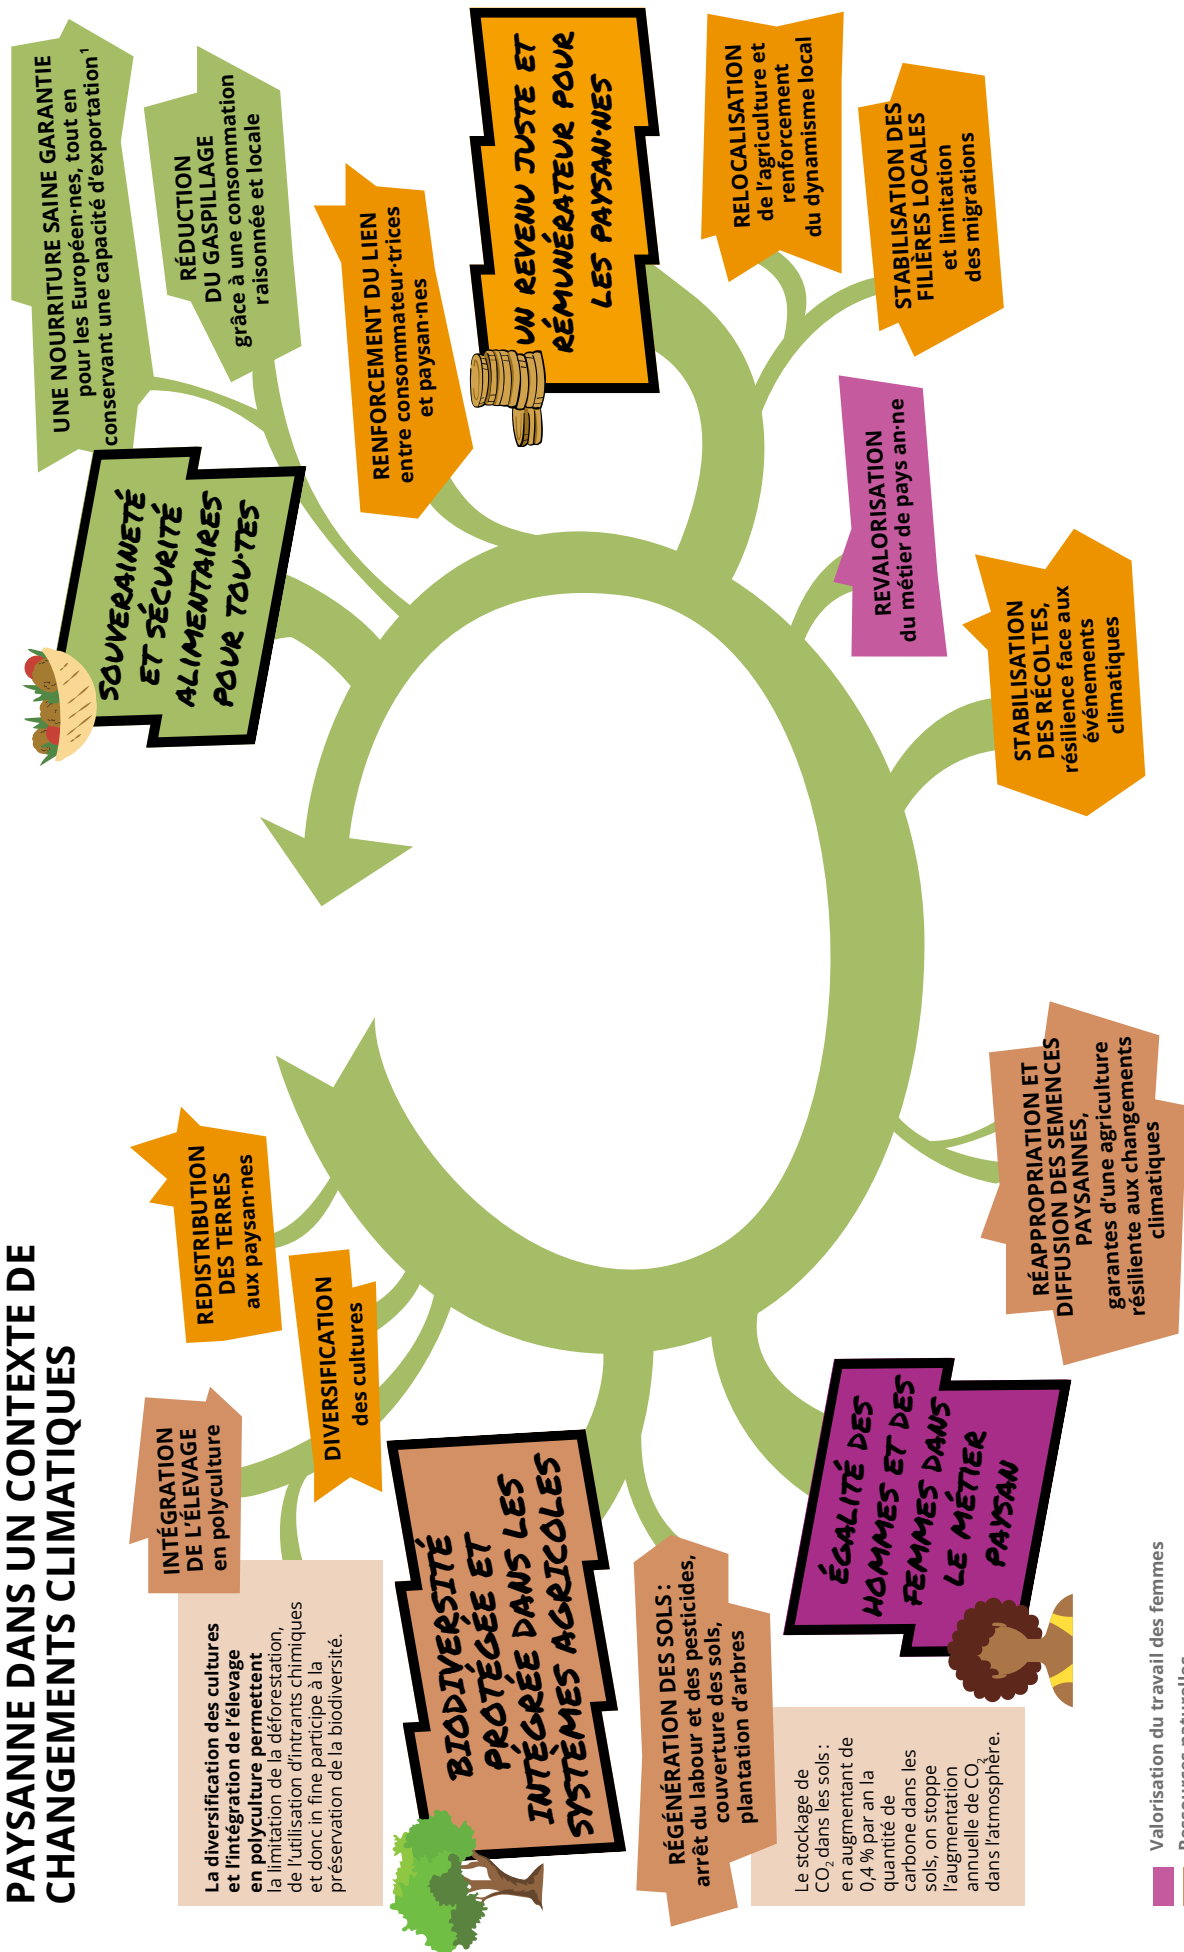 PAYSANNE DANS UN CONTEXTE DE
CHANGEMENTS CLIMATIQUES
La diversification des cultures
et l'intégration de l'élevage
en polyculture permettent
la limitation de la déforestation,
de l'utilisation d'intrants chimiques
et donc in fine participe à la
préservation de la biodiversité.
INTÉGRATION
DE L'ÉLEVAGE
en polyculture
REDISTRIBUTION
DES TERRES
aux paysan·nes
DIVERSIFICATION
des cultures
BIODIVERSITÉ
PROTÉGÉE ET
INTÉGRÉE DANS LES
SYSTÈMES AGRICOLES
RÉGÉNÉRATION DES SOLS :
arrêt du labour et des pesticides,
couverture des sols,
plantation d'arbres
Le stockage de
CO₂ dans les sols :
en augmentant de
0,4 % par an la
quantité de
carbone dans les
sols, on stoppe
l'augmentation
annuelle de CO₂
dans l'atmosphère.
ÉGALITÉ DES
HOMMES ET DES
FEMMES DANS
LE MÉTIER
PAYSAN
RÉAPPROPRIATION ET
DIFFUSION DES SEMENCES
PAYSANNES,
garantes d'une agriculture
résiliente aux changements
climatiques
STABILISATION
DES RÉCOLTES,
résilience face aux
événements
climatiques
REVALORISATION
du métier de pays an·ne
STABILISATION DES
FILIÈRES LOCALES
et limitation
des migrations
RELOCALISATION
de l'agriculture et
renforcement
du dynamisme local
UN REVENU JUSTE ET
RÉMUNÉRATEUR POUR
LES PAYSAN·NES
RENFORCEMENT DU LIEN
entre consommateur·trices
et paysan·nes
RÉDUCTION
DU GASPILLAGE
grâce à une consommation
raisonnée et locale
UNE NOURRITURE SAINE GARANTIE
pour les Européen·nes, tout en
conservant une capacité d'exportation¹
SOUVERAINETÉ
ET SÉCURITÉ
ALIMENTAIRES
POUR TOU·TES
Valorisation du travail des femmes
Ressources naturelles